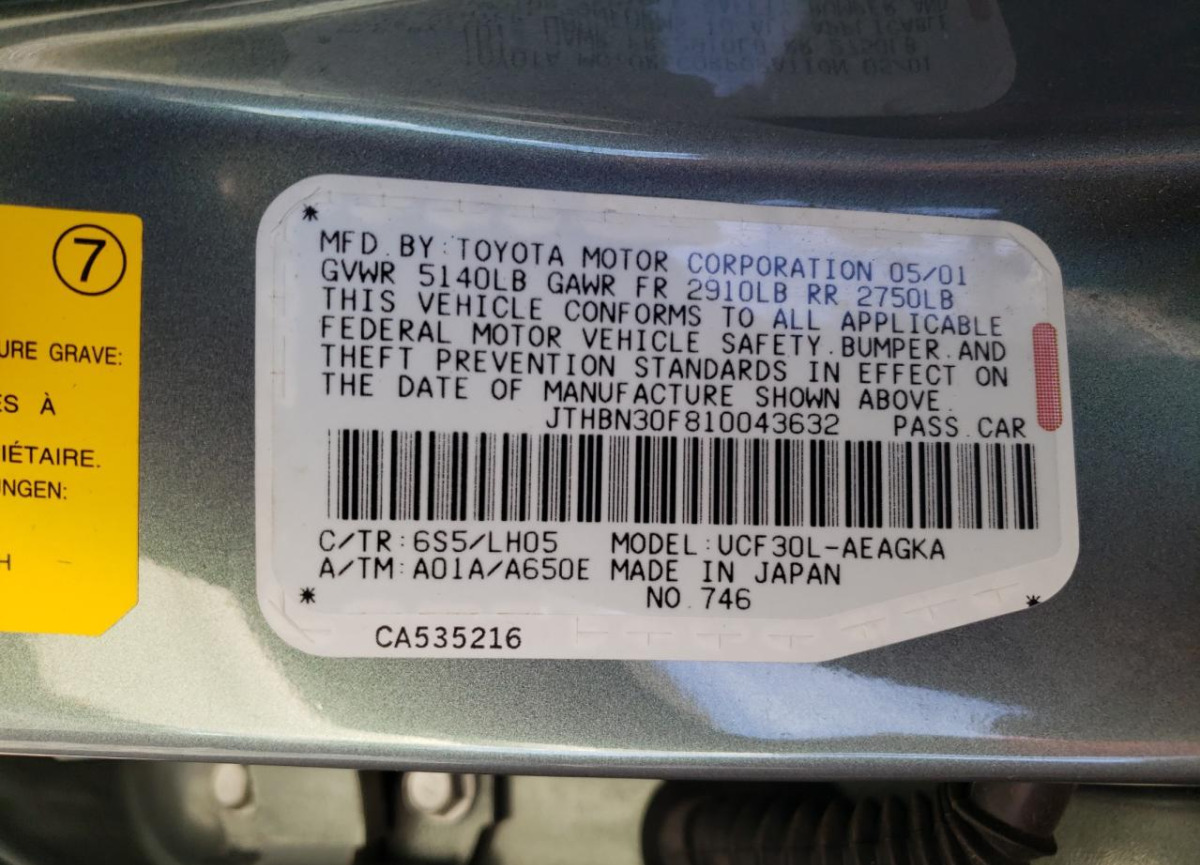 7
URE GRAVE:
ES À
IÉTAIRE.
UNGEN:
H
MFD. BY: TOYOTA MOTOR CORPORATION 05/01
GVWR 5140LB GAWR FR 2910LB RR 2750LB
THIS VEHICLE CONFORMS TO ALL APPLICABLE
FEDERAL MOTOR VEHICLE SAFETY. BUMPER. AND
THEFT PREVENTION STANDARDS IN EFFECT ON
THE DATE OF MANUFACTURE SHOWN ABOVE.
JTHBN30F810043632 PASS. CAR
C/TR: 6S5/LH05 MODEL: UCF30L-AEAGKA
A/TM: A01A/A650E MADE IN JAPAN
NO. 746
CA535216